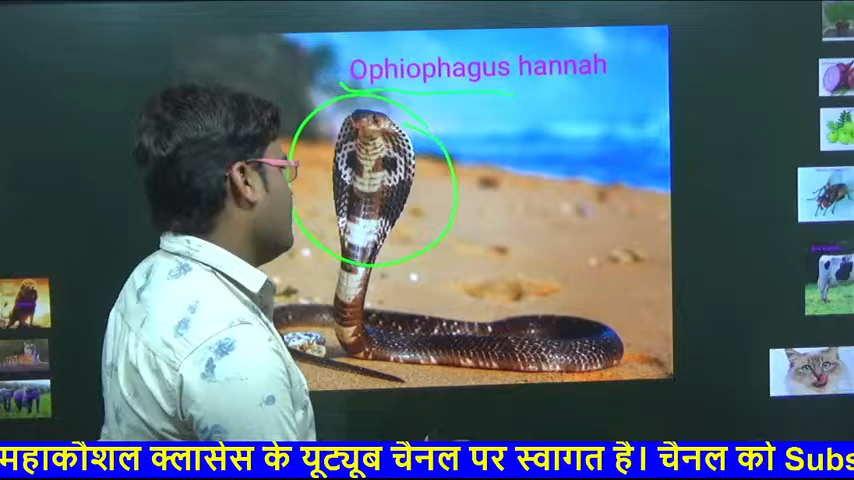 Ophiophagus hannah
महाकौशल क्लासेस के यूट्यूब चैनल पर स्वागत है। चैनल को Subs